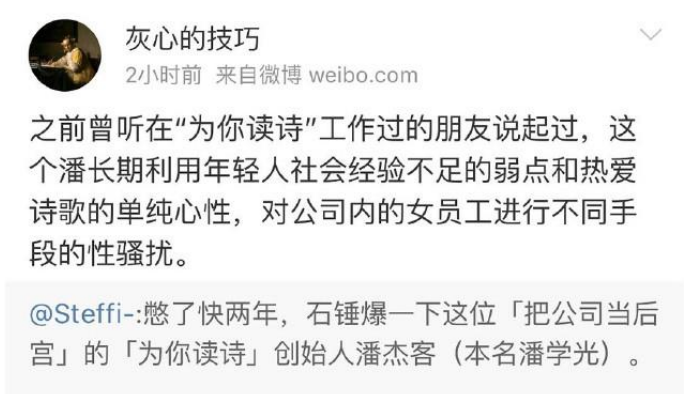 灰心的技巧
2小时前 来自微博 weibo.com
之前曾听在“为你读诗”工作过的朋友说起过，这
个潘长期利用年轻人社会经验不足的弱点和热爱
诗歌的单纯心性，对公司内的女员工进行不同手
段的性骚扰。
@Steffi-:憋了快两年，石锤爆一下这位「把公司当后
宫」的「为你读诗」创始人潘杰客（本名潘学光）。